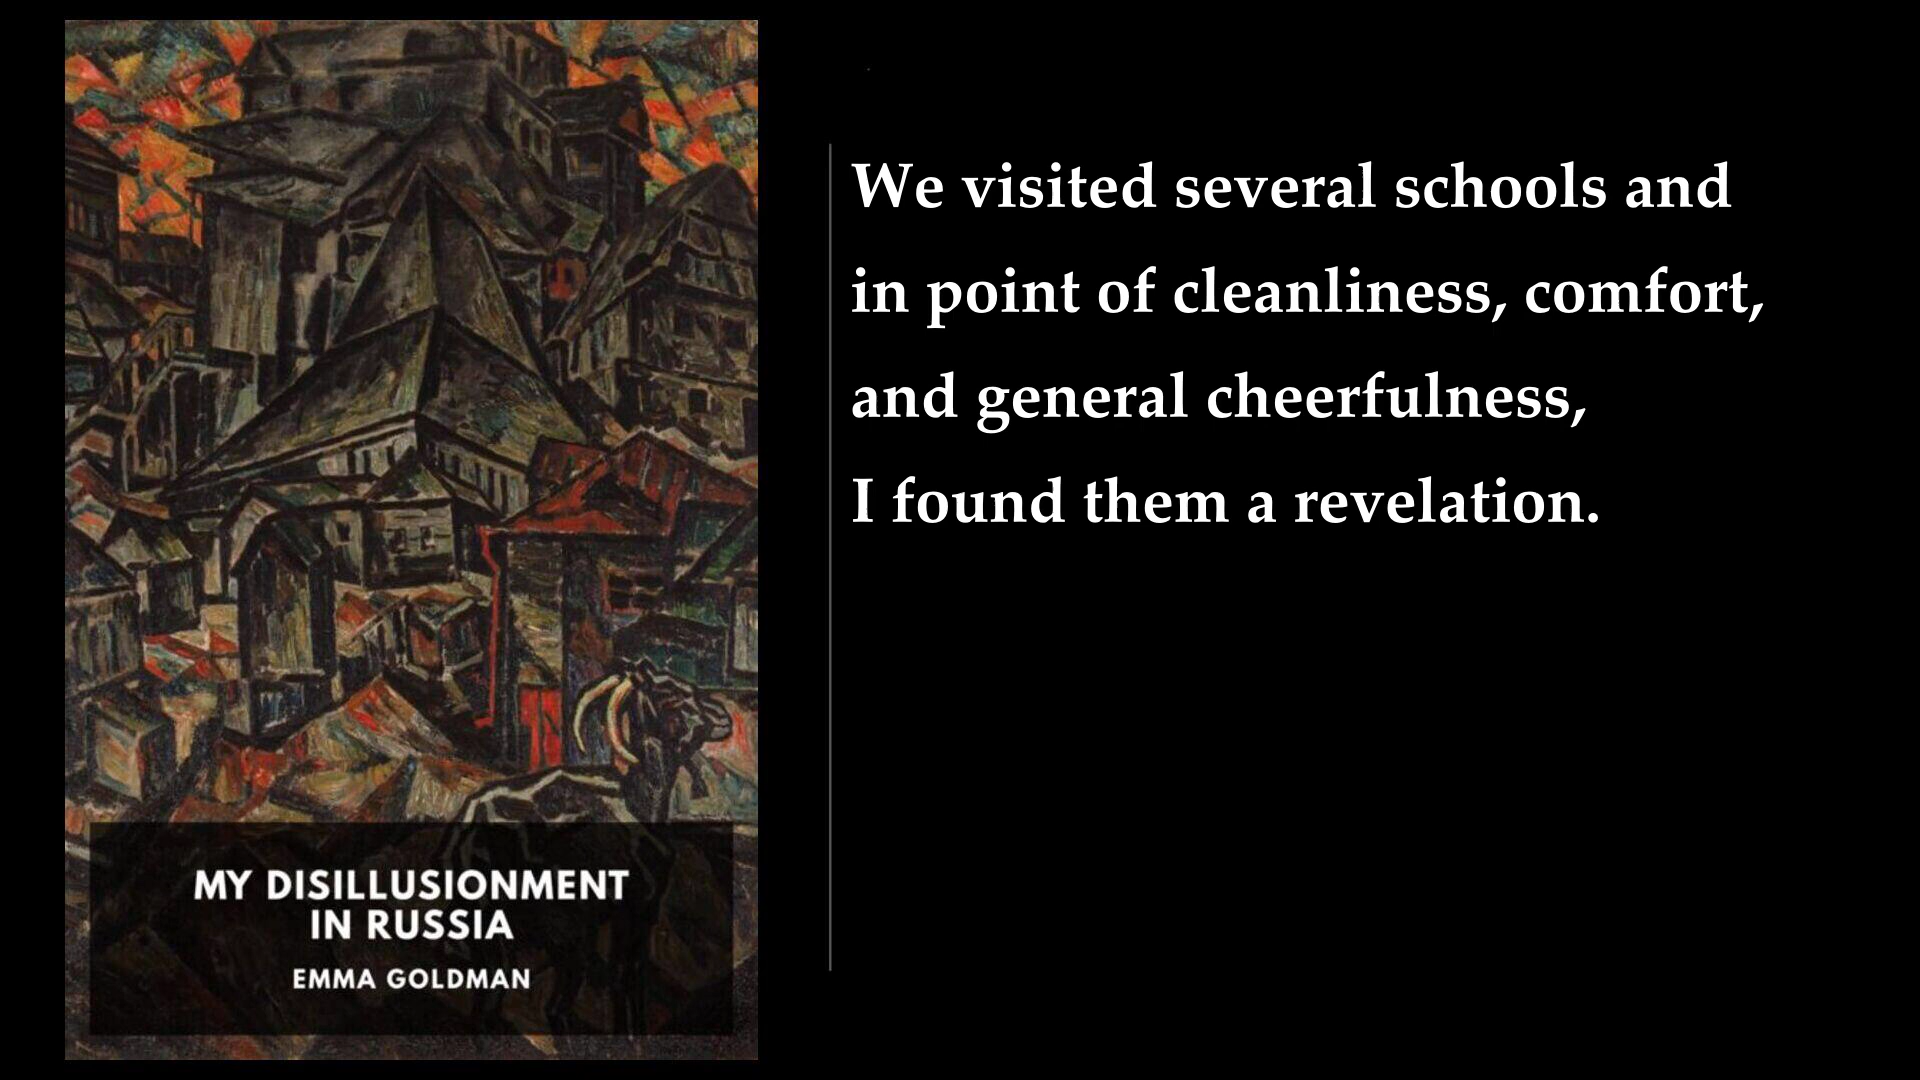 We visited several schools and
in point of cleanliness, comfort,
and general cheerfulness,
I found them a revelation.
MY DISILLUSIONMENT
IN RUSSIA
EMMA GOLDMAN